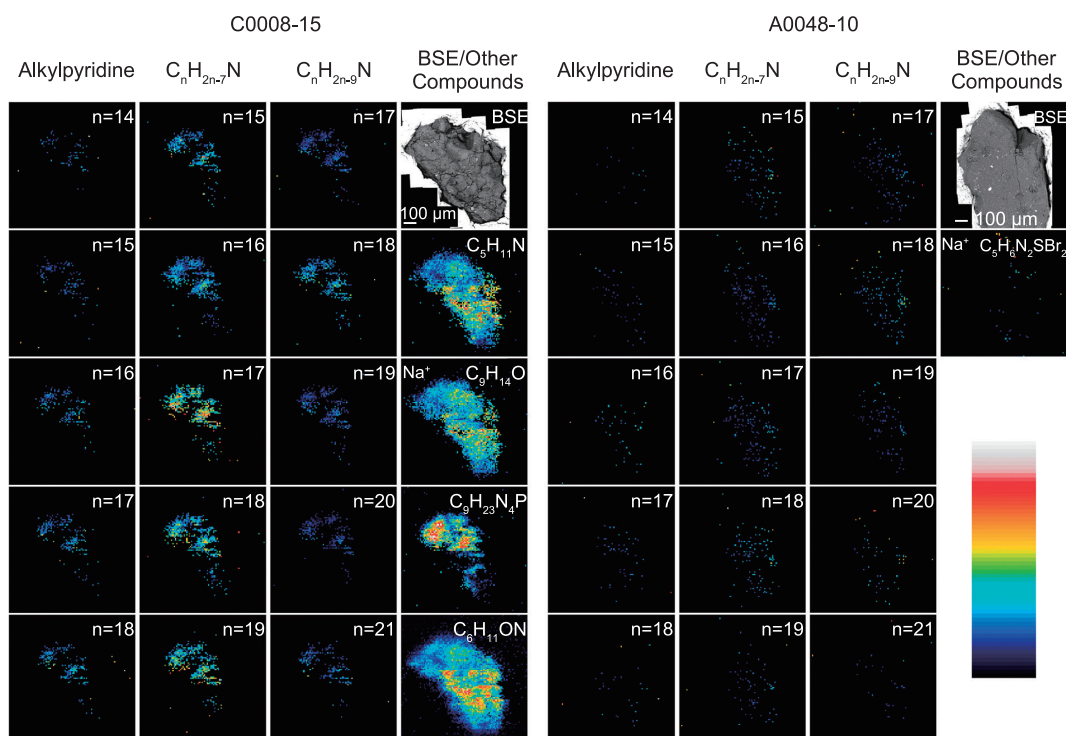 C0008-15 A0048-10
Alkylpyridine CₙH₂ₙ₋₇N CₙH₂ₙ₋₉N BSE/Other Compounds Alkylpyridine CₙH₂ₙ₋₇N CₙH₂ₙ₋₉N BSE/Other Compounds
n=14 n=15 n=17 BSE n=14 n=15 n=17 BSE
100 μm 100 μm
n=15 n=16 n=18 C₅H₁₁N n=15 n=16 n=18 Na⁺ C₅H₆N₂SBr₂
n=16 n=17 n=19 Na⁺ C₉H₁₄O n=16 n=17 n=19
n=17 n=18 n=20 C₉H₂₃N₄P n=17 n=18 n=20
n=18 n=19 n=21 C₆H₁₁ON n=18 n=19 n=21